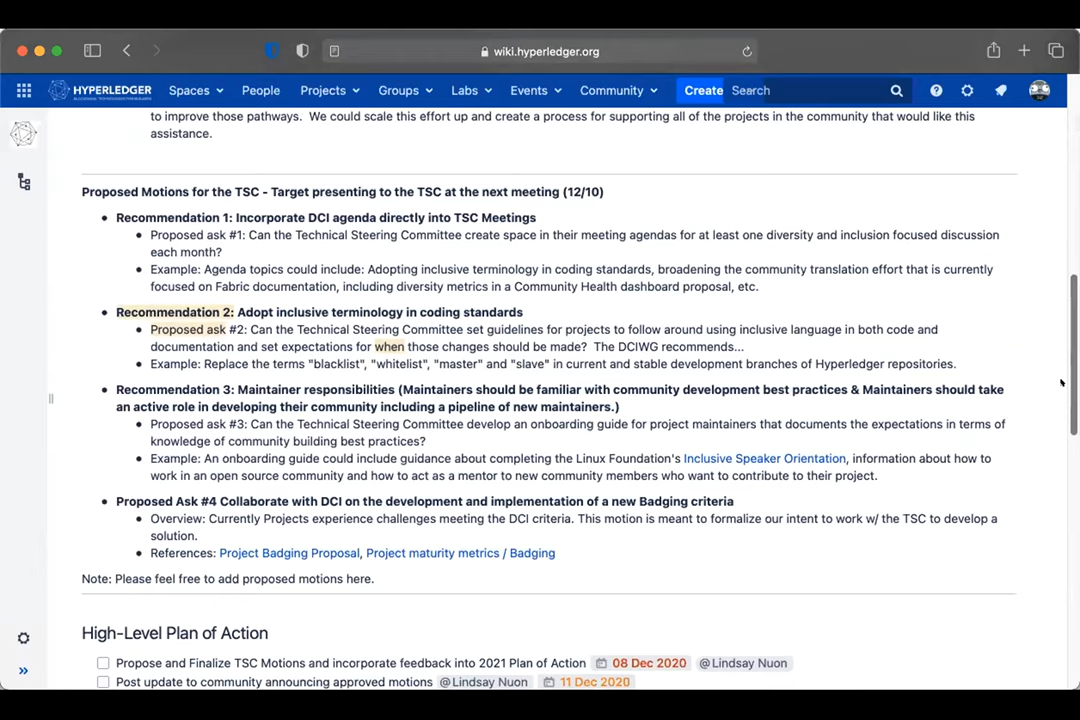 wiki.hyperledger.org
HYPERLEDGER
Spaces
People
Projects
Groups
Labs
Events
Community
Create
Search
to improve those pathways. We could scale this effort up and create a process for supporting all of the projects in the community that would like this
assistance.
Proposed Motions for the TSC - Target presenting to the TSC at the next meeting (12/10)
Recommendation 1: Incorporate DCI agenda directly into TSC Meetings
Proposed ask #1: Can the Technical Steering Committee create space in their meeting agendas for at least one diversity and inclusion focused discussion
each month?
Example: Agenda topics could include: Adopting inclusive terminology in coding standards, broadening the community translation effort that is currently
focused on Fabric documentation, including diversity metrics in a Community Health dashboard proposal, etc.
Recommendation 2: Adopt inclusive terminology in coding standards
Proposed ask #2: Can the Technical Steering Committee set guidelines for projects to follow around using inclusive language in both code and
documentation and set expectations for when those changes should be made? The DCIWG recommends...
Example: Replace the terms "blacklist", "whitelist", "master" and "slave" in current and stable development branches of Hyperledger repositories.
Recommendation 3: Maintainer responsibilities (Maintainers should be familiar with community development best practices & Maintainers should take
an active role in developing their community including a pipeline of new maintainers.)
Proposed ask #3: Can the Technical Steering Committee develop an onboarding guide for project maintainers that documents the expectations in terms of
knowledge of community building best practices?
Example: An onboarding guide could include guidance about completing the Linux Foundation's Inclusive Speaker Orientation, information about how to
work in an open source community and how to act as a mentor to new community members who want to contribute to their project.
Proposed Ask #4 Collaborate with DCI on the development and implementation of a new Badging criteria
Overview: Currently Projects experience challenges meeting the DCI criteria. This motion is meant to formalize our intent to work w/ the TSC to develop a
solution.
References: Project Badging Proposal, Project maturity metrics / Badging
Note: Please feel free to add proposed motions here.
High-Level Plan of Action
Propose and Finalize TSC Motions and incorporate feedback into 2021 Plan of Action 08 Dec 2020 @Lindsay Nuon
Post update to community announcing approved motions @Lindsay Nuon 11 Dec 2020